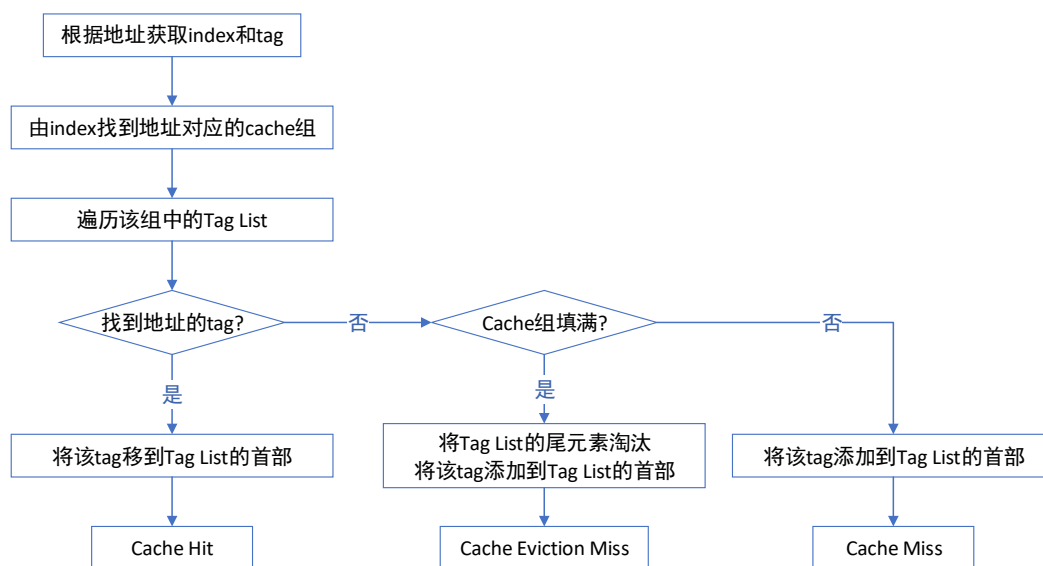 根据地址获取index和tag
由index找到地址对应的cache组
遍历该组中的Tag List
找到地址的tag?
否
Cache组填满?
否
是
是
将该tag移到Tag List的首部
将Tag List的尾元素淘汰
将该tag添加到Tag List的首部
将该tag添加到Tag List的首部
Cache Hit
Cache Eviction Miss
Cache Miss